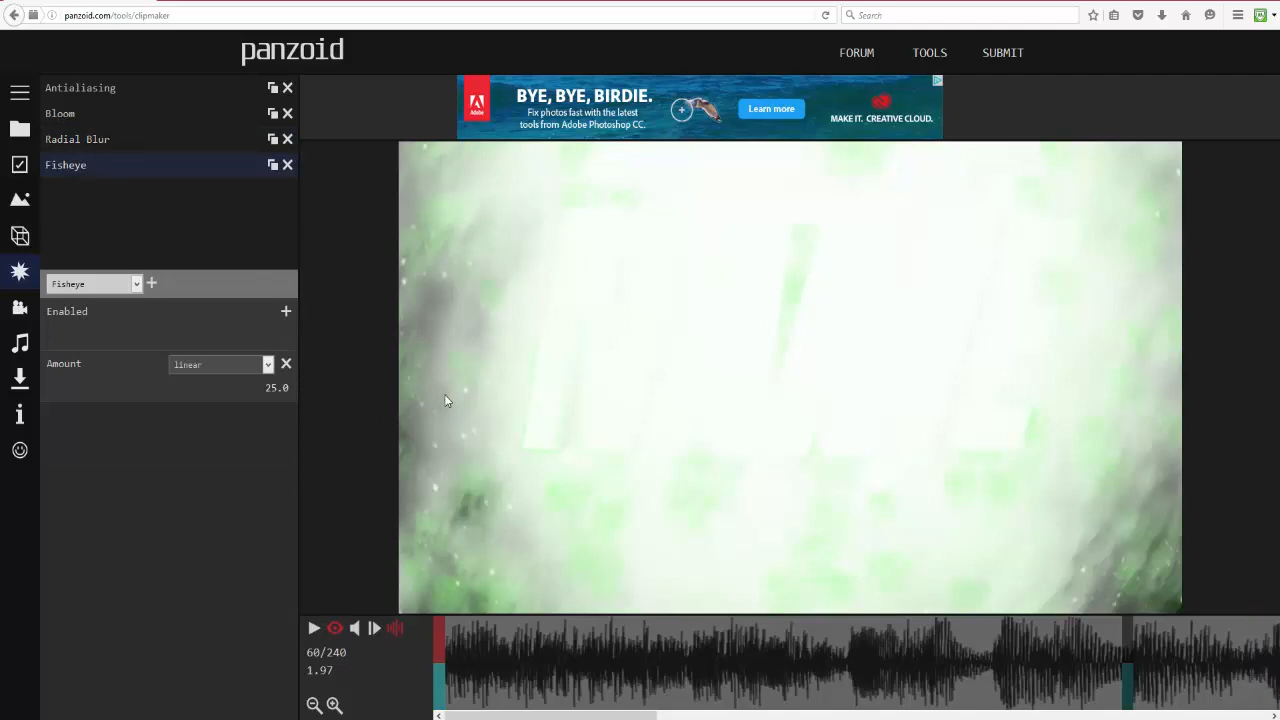 panzoid.com/tools/clipmaker
Search
panzoid
FORUM
TOOLS
SUBMIT
Antialiasing
Bloom
Radial Blur
Fisheye
BYE, BYE, BIRDIE.
Fix photos fast with the latest
tools from Adobe Photoshop CC.
Learn more
MAKE IT. CREATIVE CLOUD.
Adobe
Fisheye
Enabled
Amount
linear
25.0
60/240
1.97